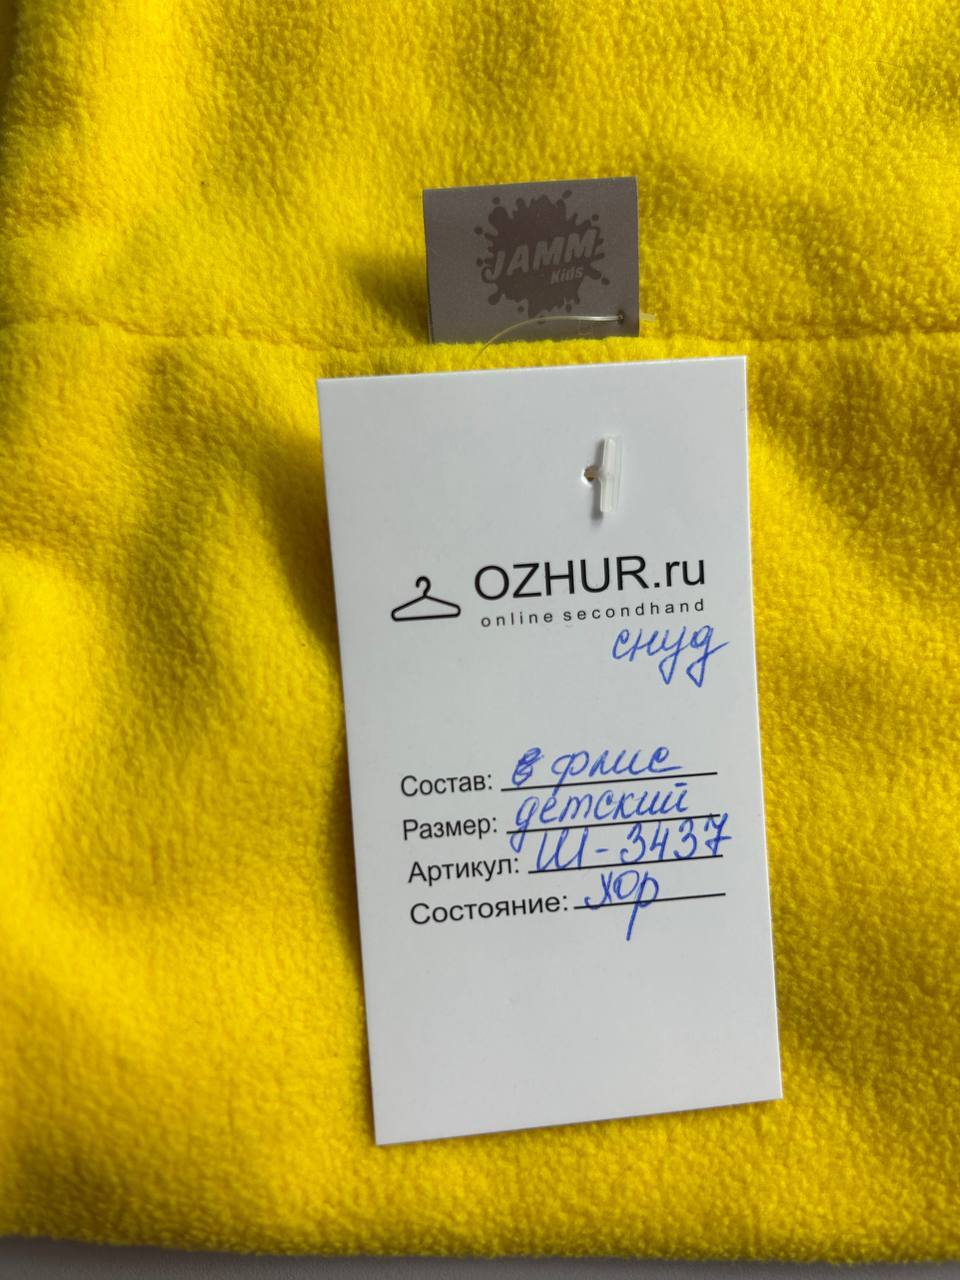 JAMM
Kids
OZHUR.ru
online secondhand
снуд
Состав: флис
Размер: детский
Артикул: Ш-3437
Состояние: хор